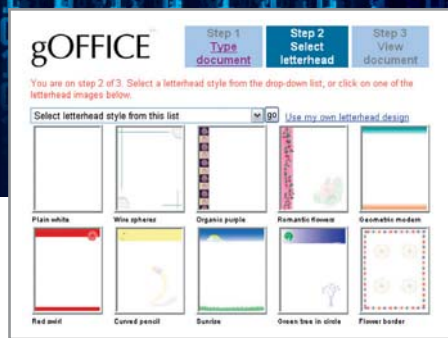 gOFFICE
Step 1
Type
document
Step 2
Select
letterhead
Step 3
View
document
You are on step 2 of 3. Select a letterhead style from the drop-down list, or click on one of the
letterhead images below.
Select letterhead style from this list
go
Use my own letterhead design
Plain white
Wire spheres
Organic purple
Romantic flowers
Geometric modern
Red swirl
Curved pencil
Sunrise
Green tree in circle
Flower border